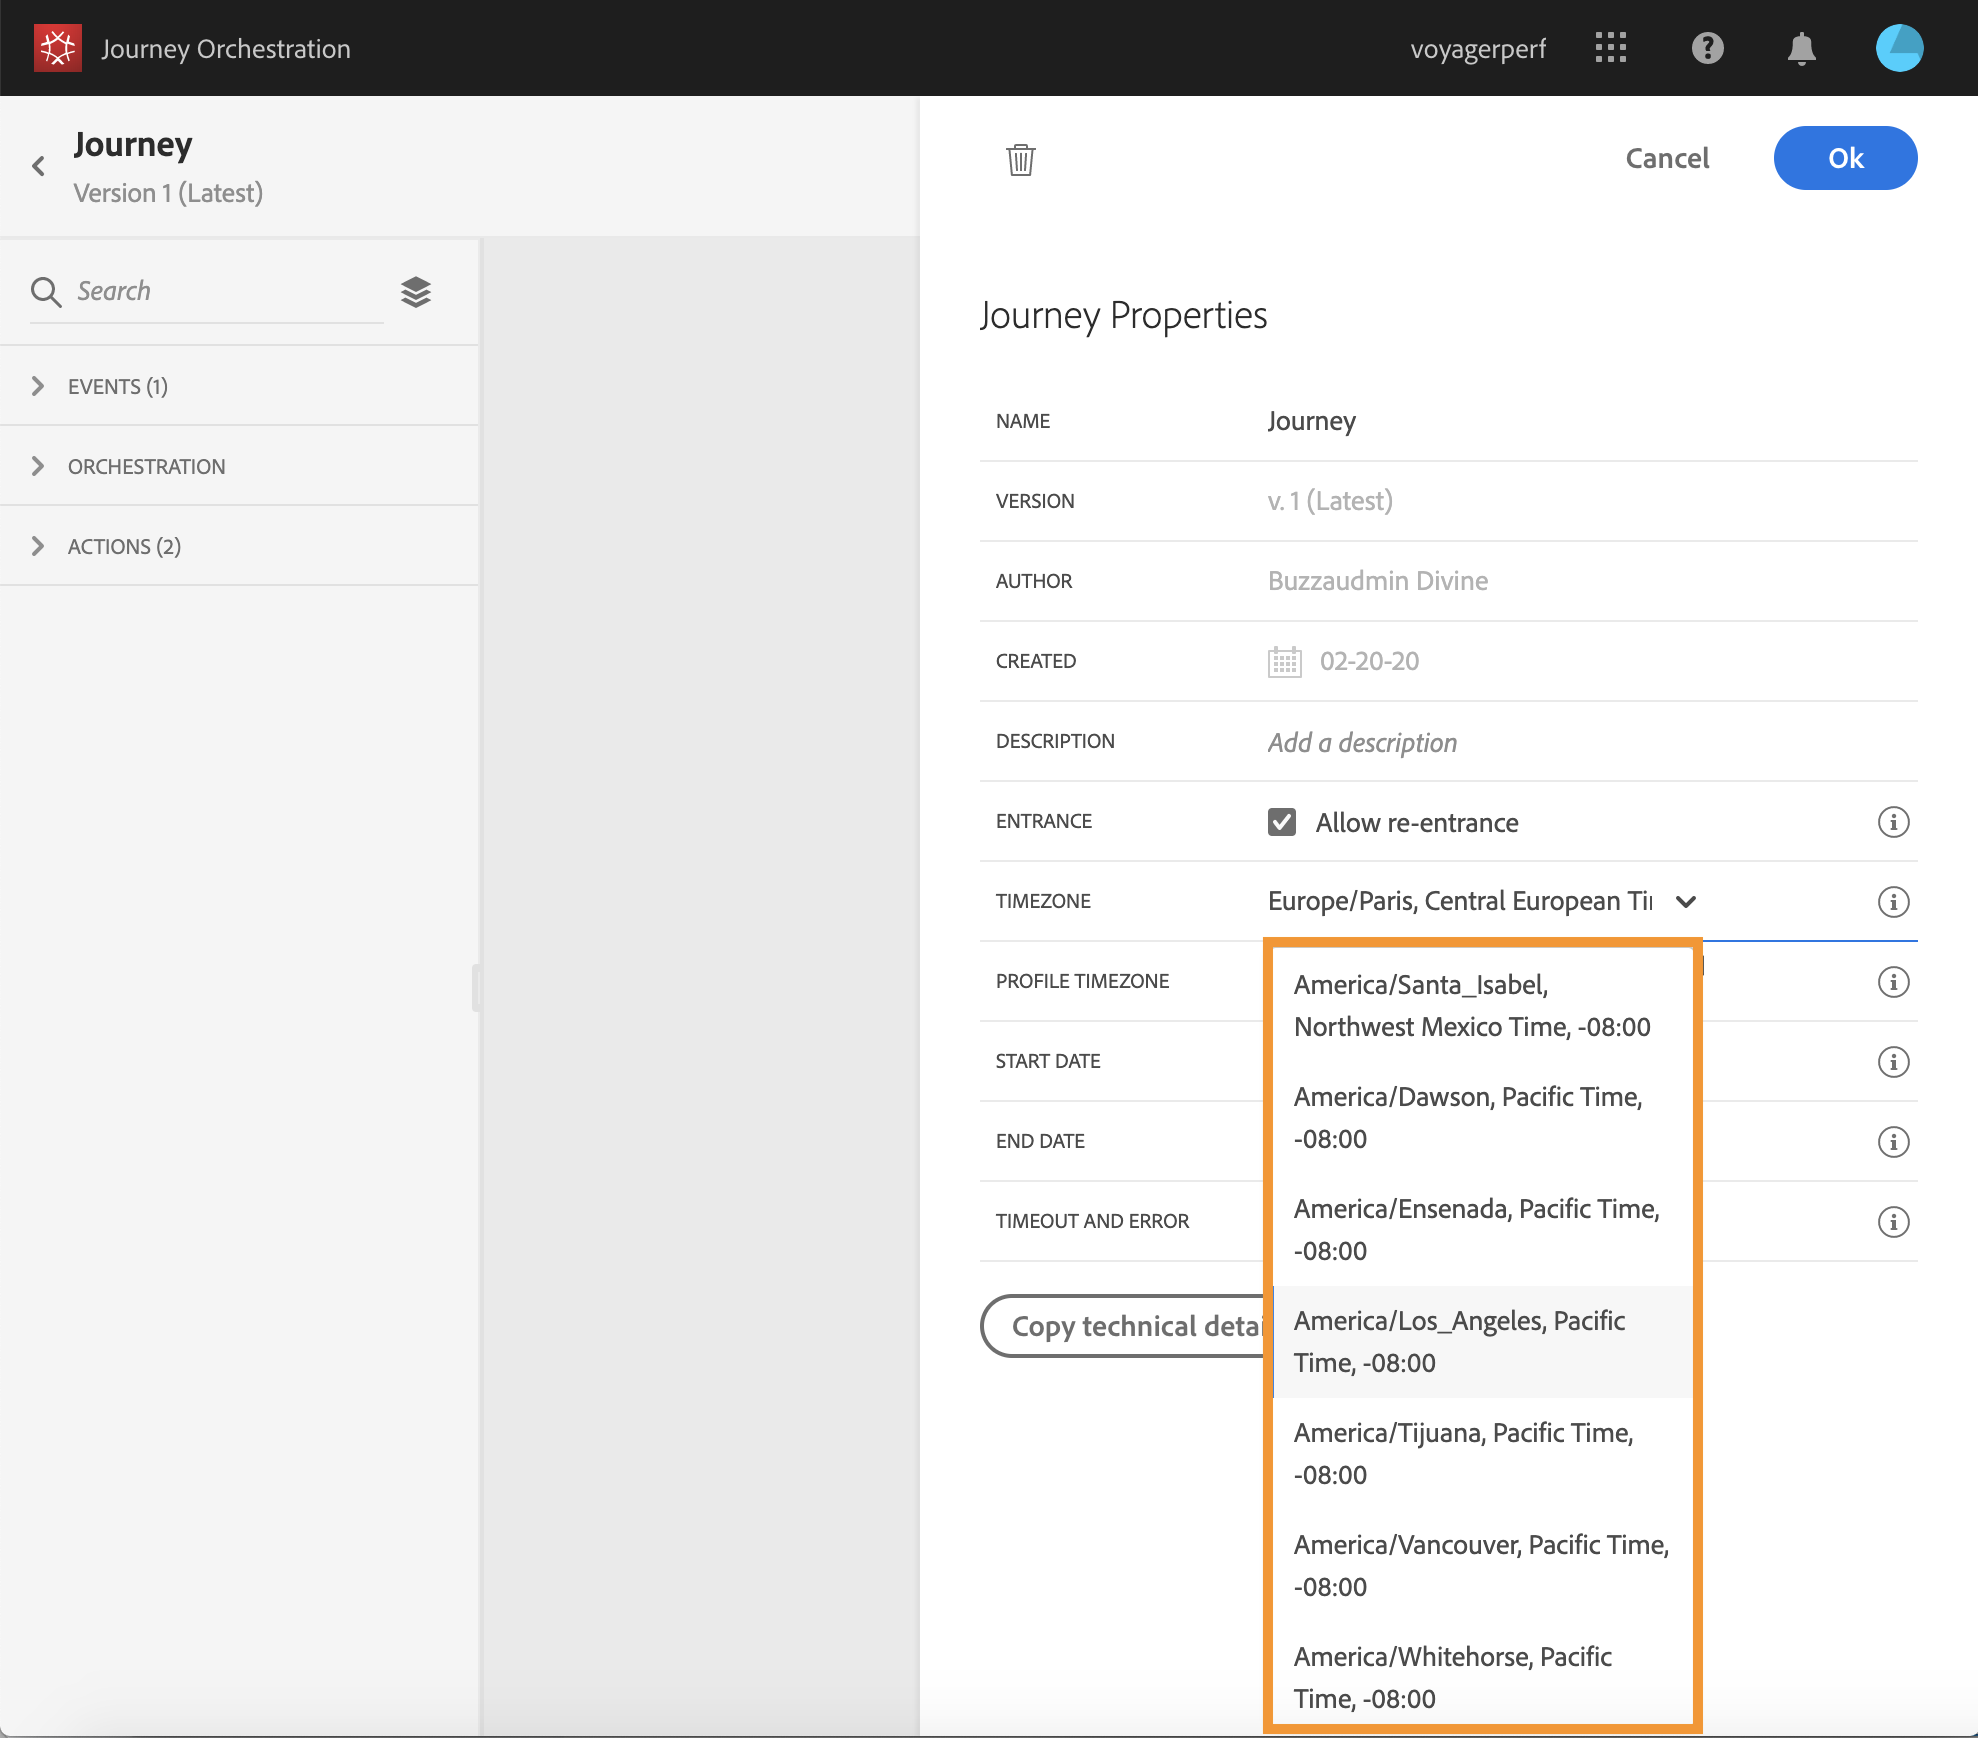 Journey Orchestration
voyagerperf
Journey
Version 1 (Latest)
Cancel
Ok
Search
EVENTS (1)
ORCHESTRATION
ACTIONS (2)
Journey Properties
NAME
Journey
VERSION
v. 1 (Latest)
AUTHOR
Buzzaudmin Divine
CREATED
02-20-20
DESCRIPTION
Add a description
ENTRANCE
Allow re-entrance
TIMEZONE
Europe/Paris, Central European Ti
PROFILE TIMEZONE
START DATE
END DATE
TIMEOUT AND ERROR
Copy technical detai
America/Santa_Isabel,
Northwest Mexico Time, -08:00
America/Dawson, Pacific Time,
-08:00
America/Ensenada, Pacific Time,
-08:00
America/Los_Angeles, Pacific
Time, -08:00
America/Tijuana, Pacific Time,
-08:00
America/Vancouver, Pacific Time,
-08:00
America/Whitehorse, Pacific
Time, -08:00